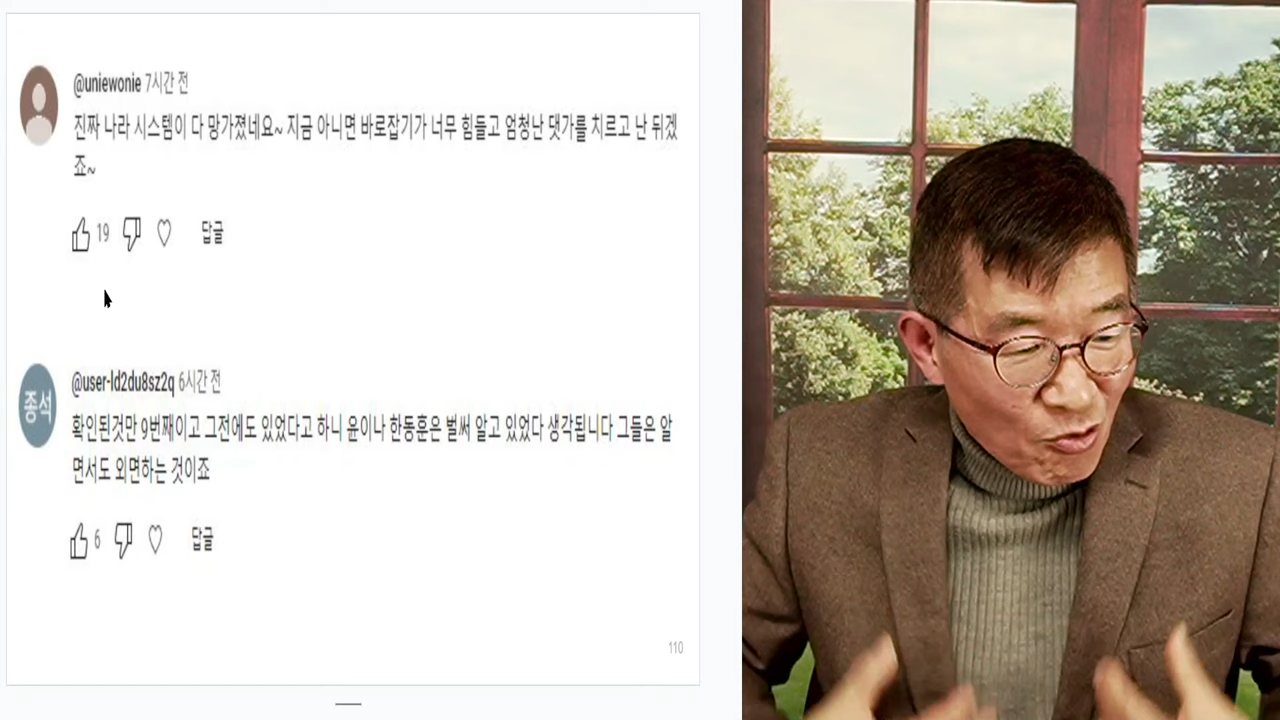 @uniewonie 7시간 전
진짜 나라 시스템이 다 망가졌네요~ 지금 아니면 바로잡기가 너무 힘들고 엄청난 댓가를 치르고 난 뒤겠
죠~
19 답글
종석
@user-ld2du8sz2q 6시간 전
확인된것만 9번째이고 그전에도 있었다고 하니 윤이나 한동훈은 벌써 알고 있었다 생각됩니다 그들은 알
면서도 외면하는 것이죠
6 답글
110